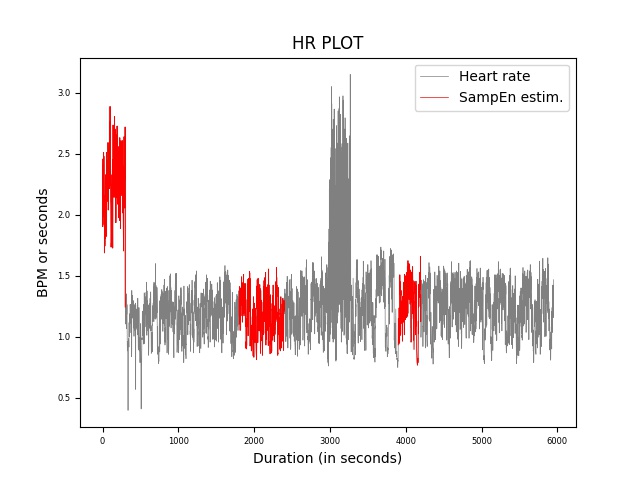 HR PLOT
Heart rate
SampEn estim.
BPM or seconds
3.0
2.5
2.0
1.5
1.0
0.5
0 1000 2000 3000 4000 5000 6000
Duration (in seconds)